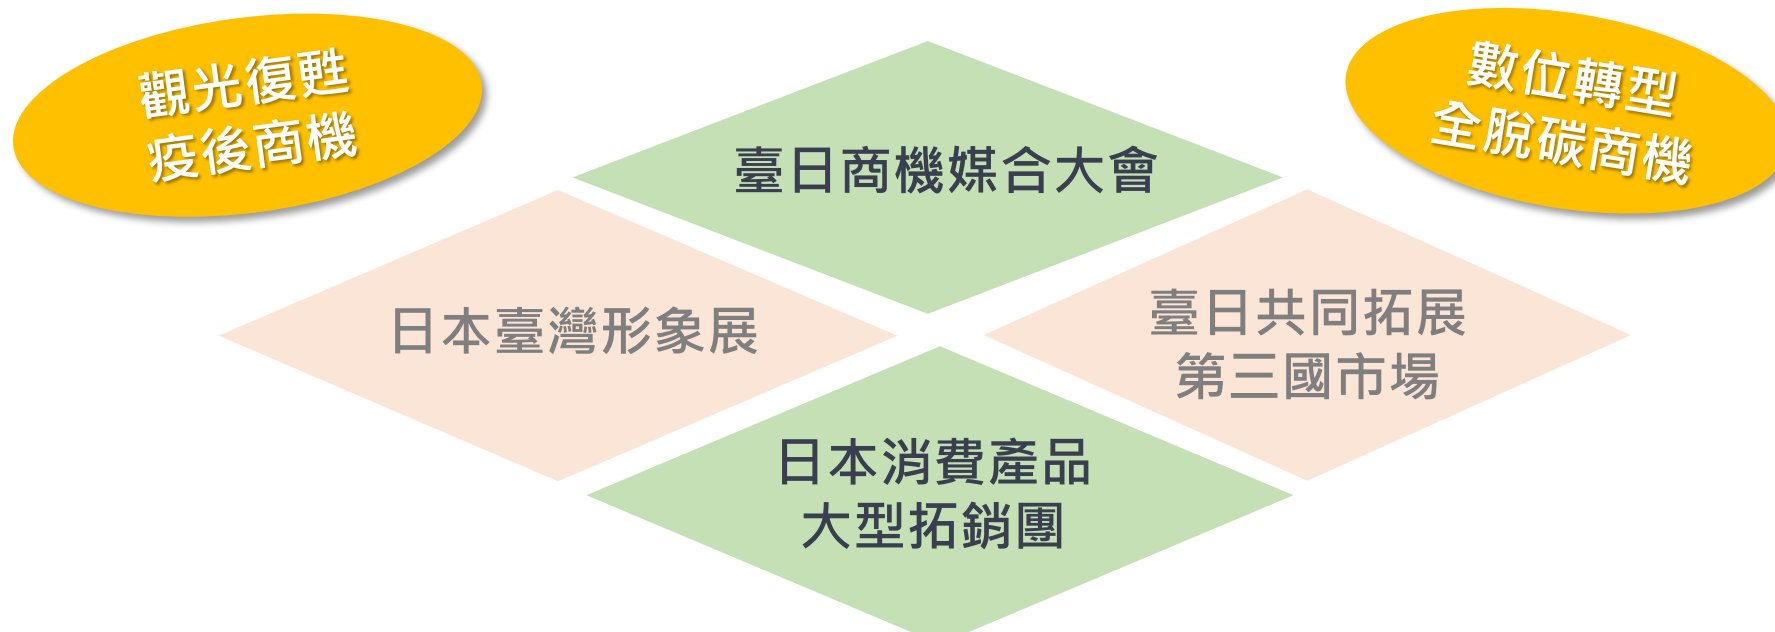 觀光復甦
疫後商機
數位轉型
全脫碳商機
臺日商機媒合大會
日本臺灣形象展
臺日共同拓展
第三國市場
日本消費產品
大型拓銷團